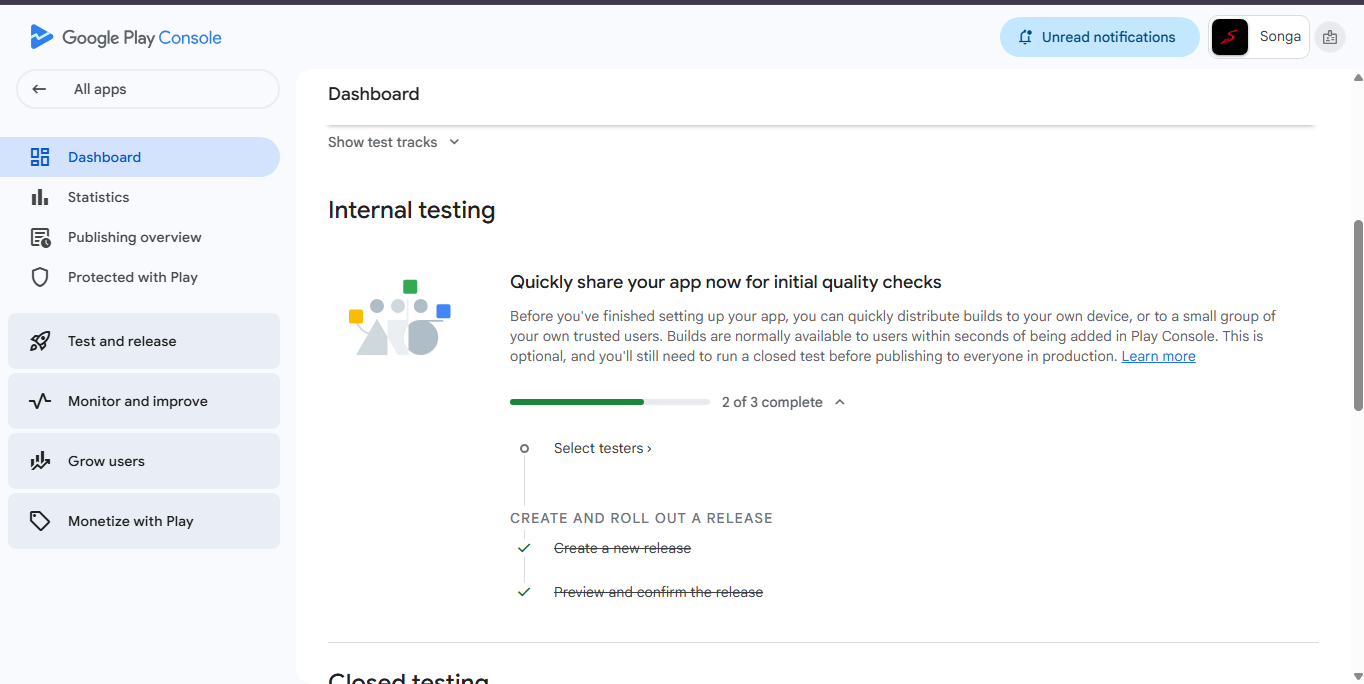 Google Play Console
Unread notifications
Songa
All apps
Dashboard
Statistics
Publishing overview
Protected with Play
Test and release
Monitor and improve
Grow users
Monetize with Play
Dashboard
Show test tracks
Internal testing
Quickly share your app now for initial quality checks
Before you've finished setting up your app, you can quickly distribute builds to your own device, or to a small group of
your own trusted users. Builds are normally available to users within seconds of being added in Play Console. This is
optional, and you'll still need to run a closed test before publishing to everyone in production. Learn more
2 of 3 complete
Select testers ›
CREATE AND ROLL OUT A RELEASE
Create a new release
Preview and confirm the release
Closed testing